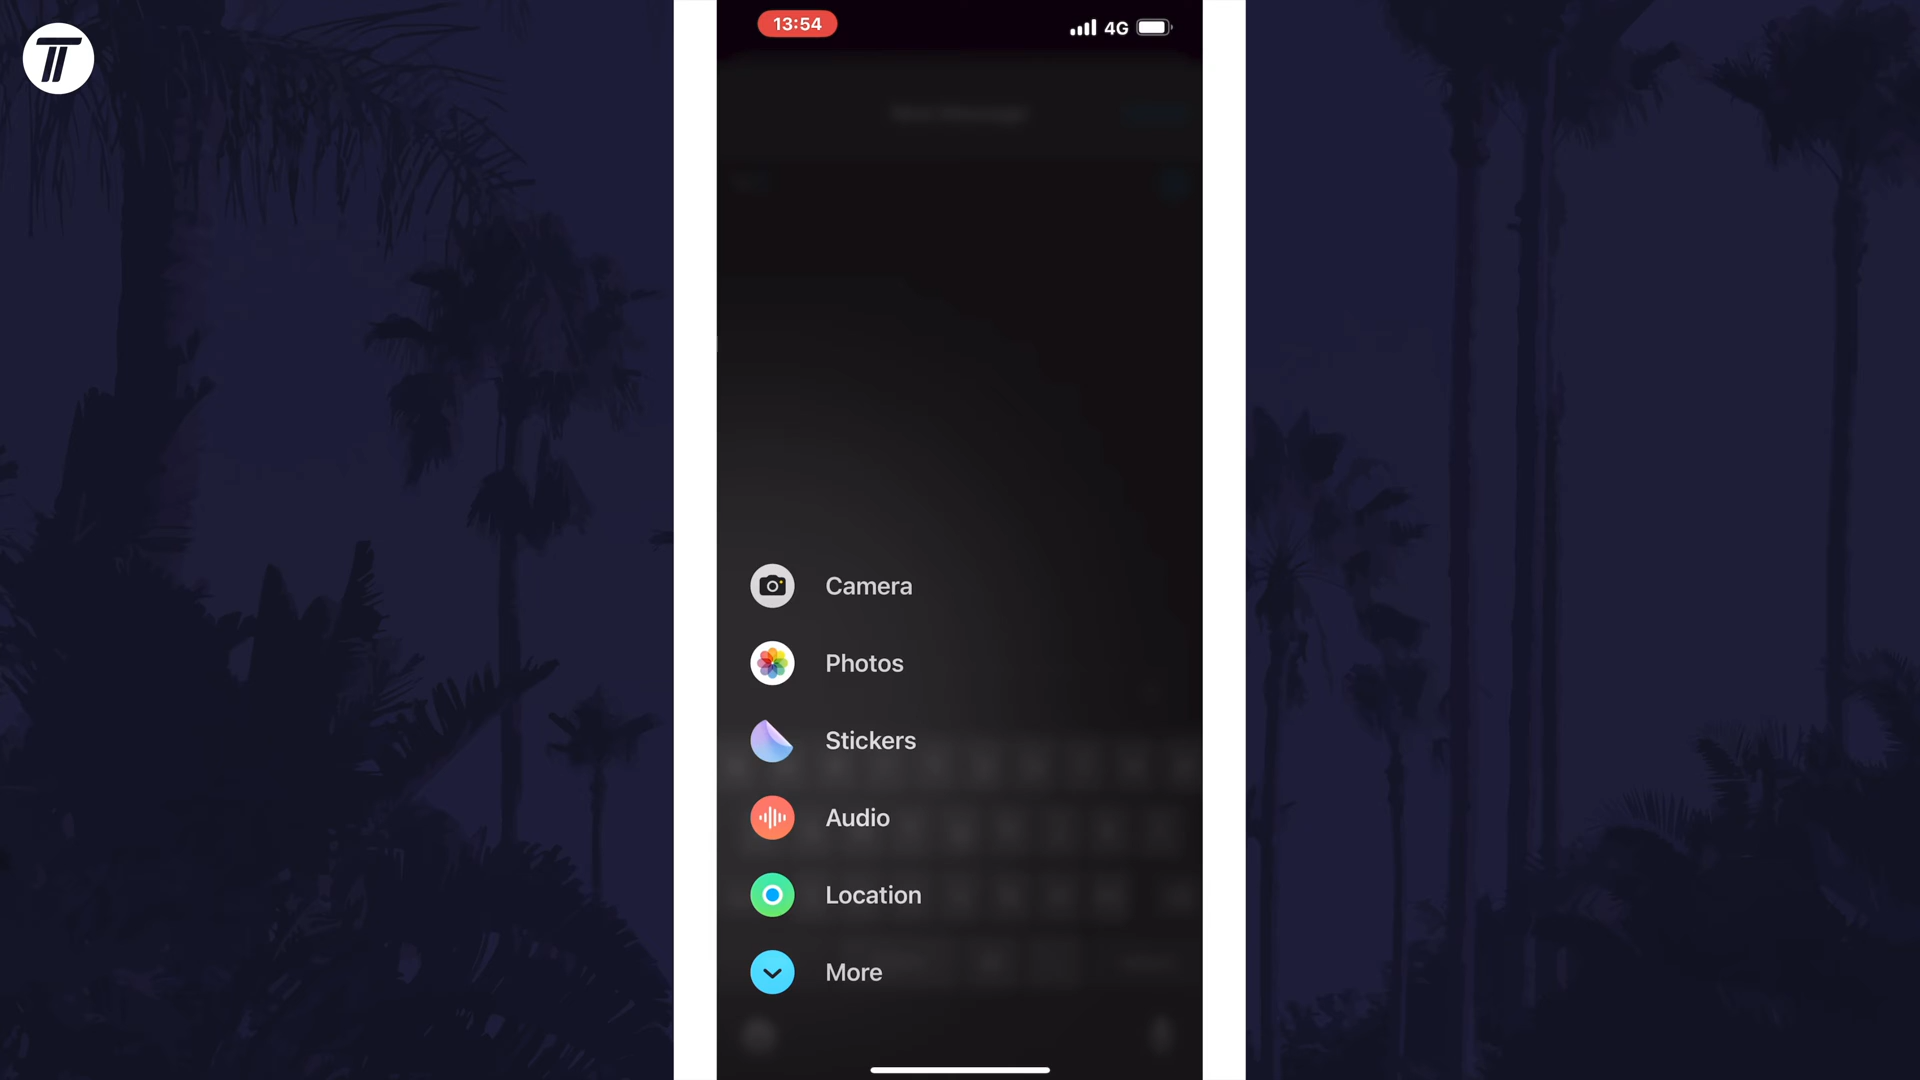 13:54
4G
Camera
Photos
Stickers
Audio
Location
More